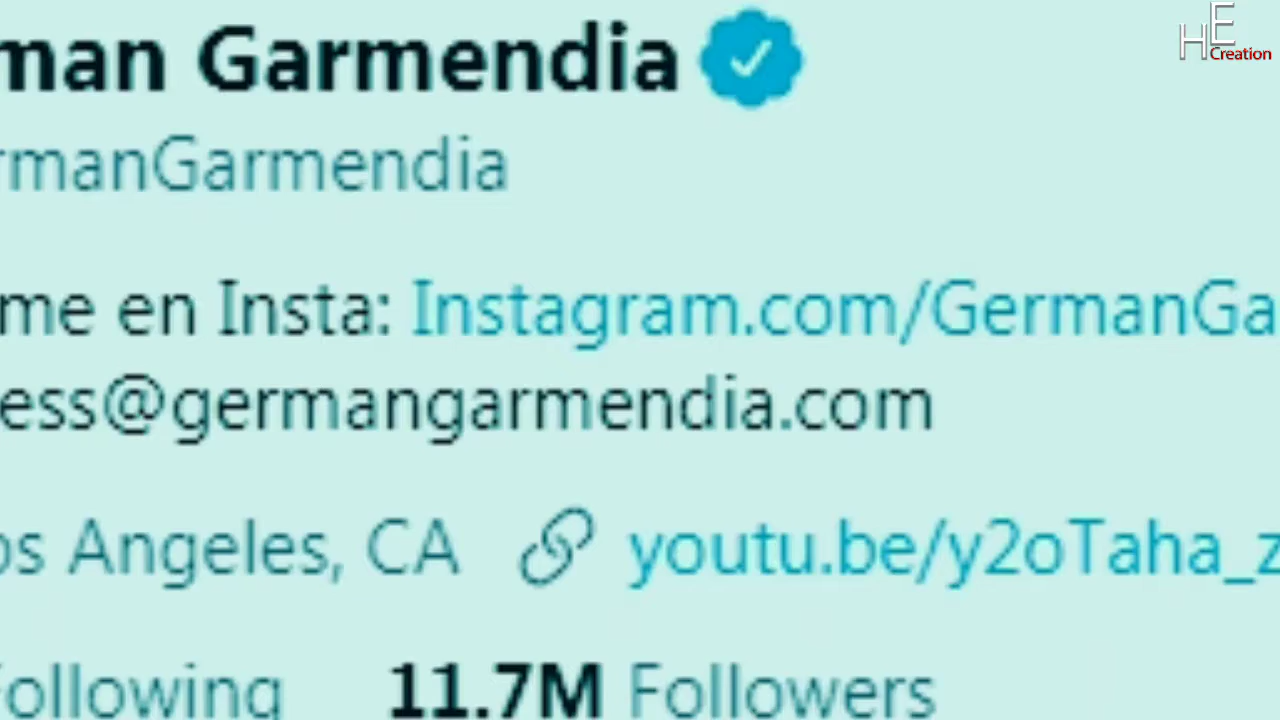 man Garmendia
rmanGarmendia
me en Insta: Instagram.com/GermanGa
ess@germangarmendia.com
os Angeles, CA youtu.be/y2oTaha_z
Following 11.7M Followers
HE
Creation